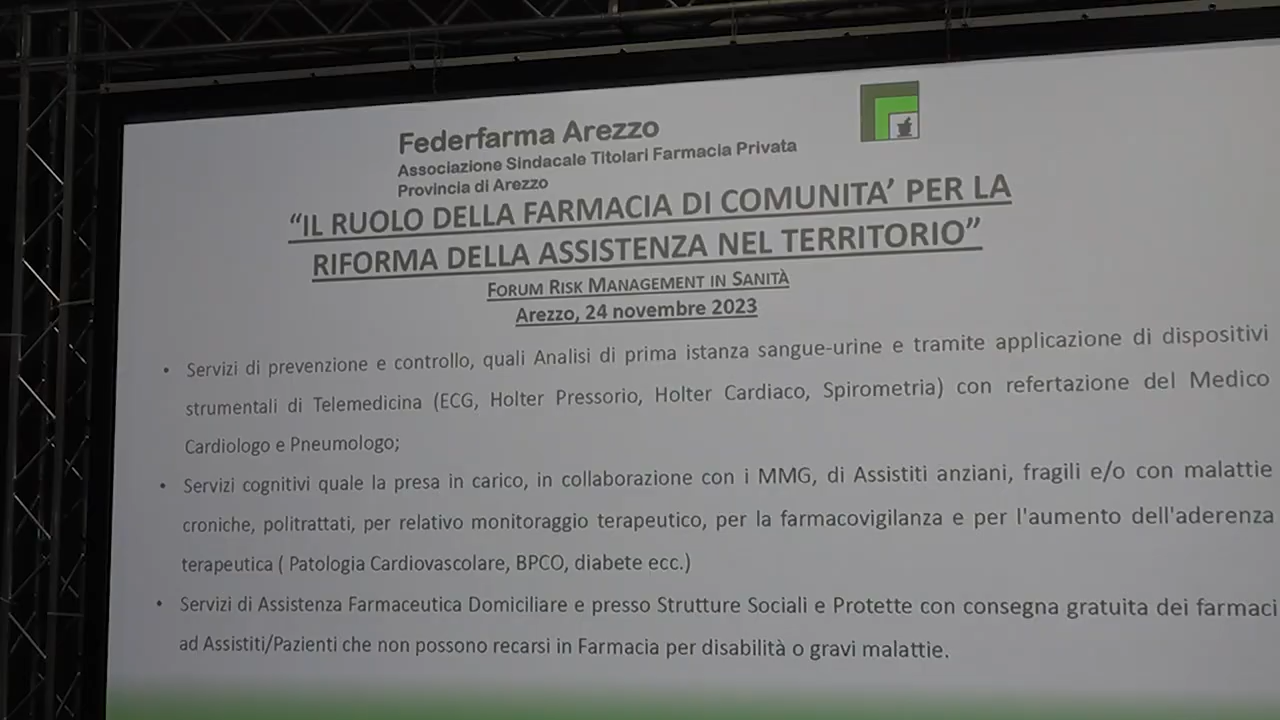 Federfarma Arezzo
Associazione Sindacale Titolari Farmacia Privata
Provincia di Arezzo
“IL RUOLO DELLA FARMACIA DI COMUNITA’ PER LA
RIFORMA DELLA ASSISTENZA NEL TERRITORIO”
FORUM RISK MANAGEMENT IN SANITÀ
Arezzo, 24 novembre 2023
• Servizi di prevenzione e controllo, quali Analisi di prima istanza sangue-urine e tramite applicazione di dispositivi
strumentali di Telemedicina (ECG, Holter Pressorio, Holter Cardiaco, Spirometria) con refertazione del Medico
Cardiologo e Pneumologo;
• Servizi cognitivi quale la presa in carico, in collaborazione con i MMG, di Assistiti anziani, fragili e/o con malattie
croniche, politrattati, per relativo monitoraggio terapeutico, per la farmacovigilanza e per l'aumento dell'aderenza
terapeutica ( Patologia Cardiovascolare, BPCO, diabete ecc.)
• Servizi di Assistenza Farmaceutica Domiciliare e presso Strutture Sociali e Protette con consegna gratuita dei farmaci
ad Assistiti/Pazienti che non possono recarsi in Farmacia per disabilità o gravi malattie.